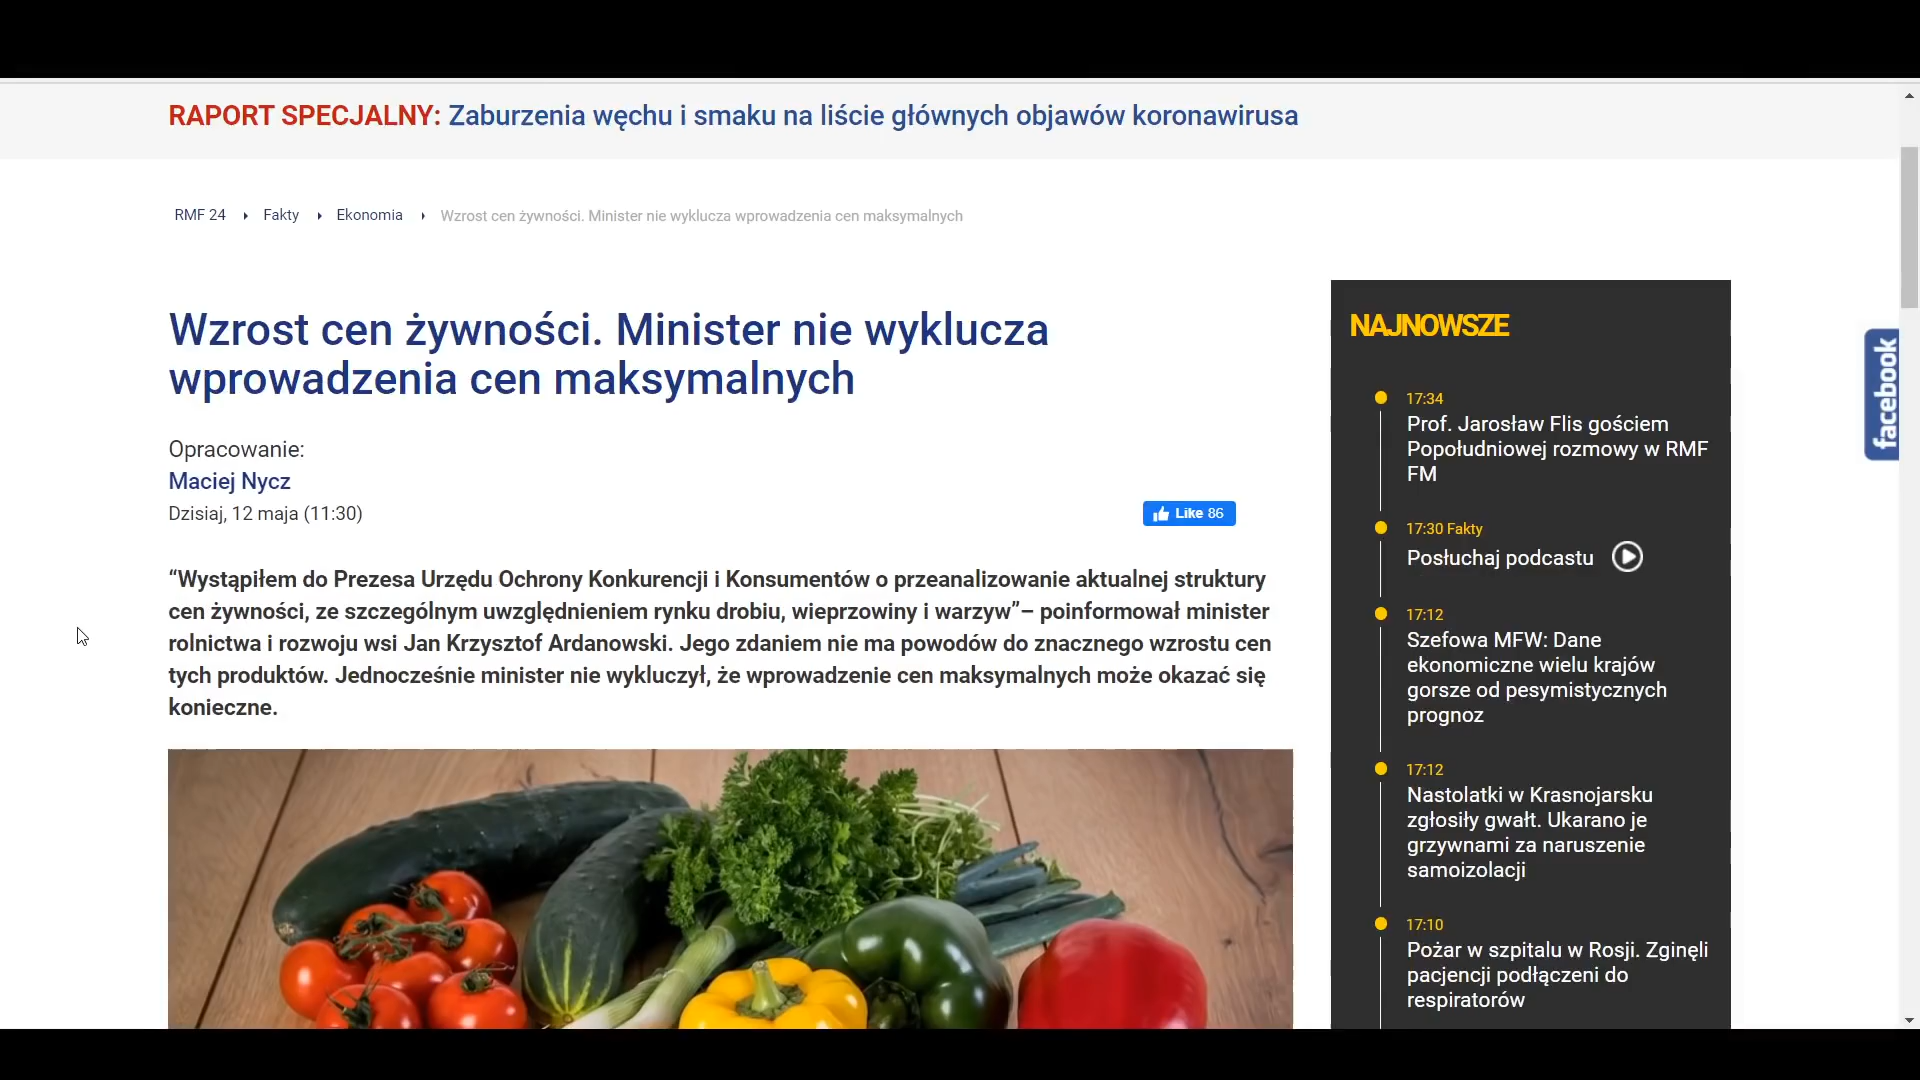 RAPORT SPECJALNY: Zaburzenia węchu i smaku na liście głównych objawów koronawirusa
RMF 24 Fakty Ekonomia Wzrost cen żywności. Minister nie wyklucza wprowadzenia cen maksymalnych
Wzrost cen żywności. Minister nie wyklucza
wprowadzenia cen maksymalnych
Opracowanie:
Maciej Nycz
Dzisiaj, 12 maja (11:30)
Like 86
“Wystąpiłem do Prezesa Urzędu Ochrony Konkurencji i Konsumentów o przeanalizowanie aktualnej struktury
cen żywności, ze szczególnym uwzględnieniem rynku drobiu, wieprzowiny i warzyw”– poinformował minister
rolnictwa i rozwoju wsi Jan Krzysztof Ardanowski. Jego zdaniem nie ma powodów do znacznego wzrostu cen
tych produktów. Jednocześnie minister nie wykluczył, że wprowadzenie cen maksymalnych może okazać się
konieczne.
NAJNOWSZE
17:34
Prof. Jarosław Flis gościem
Popołudniowej rozmowy w RMF
FM
17:30 Fakty
Posłuchaj podcastu
17:12
Szefowa MFW: Dane
ekonomiczne wielu krajów
gorsze od pesymistycznych
prognoz
17:12
Nastolatki w Krasnojarsku
zgłosiły gwałt. Ukarano je
grzywnami za naruszenie
samoizolacji
17:10
Pożar w szpitalu w Rosji. Zginęli
pacjencji podłączeni do
respiratorów
facebook